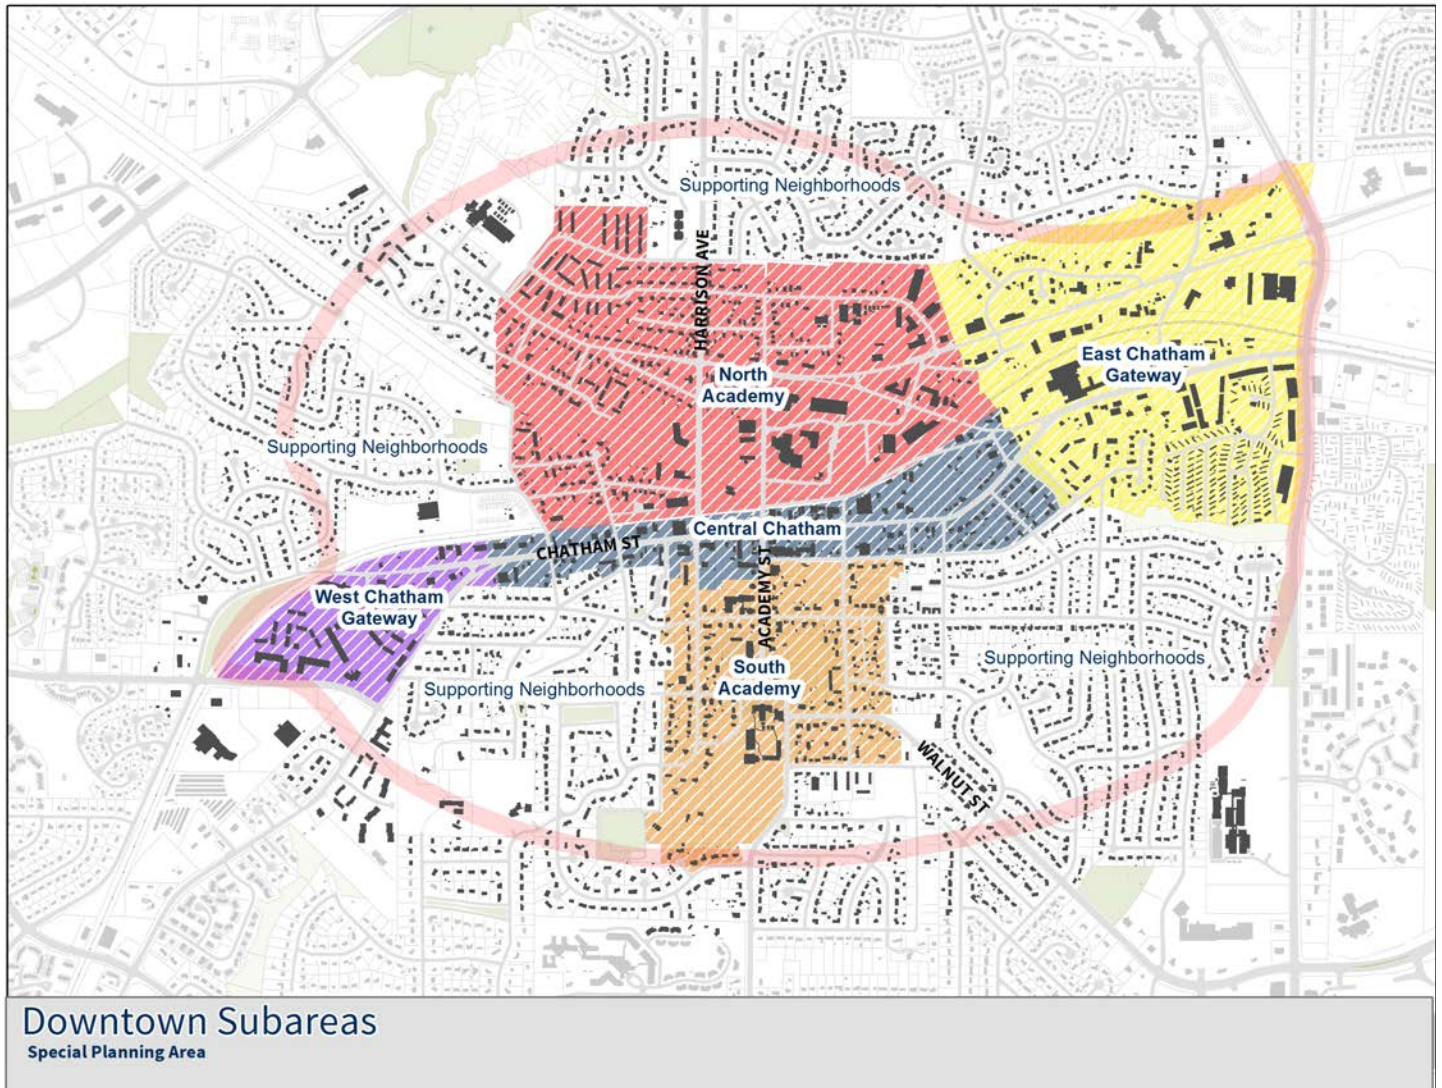 Supporting Neighborhoods
HARRISON AVE
East Chatham
Gateway
North
Academy
Supporting Neighborhoods
Central Chatham
CHATHAM ST
West Chatham
Gateway
ACADEMY ST
Supporting Neighborhoods
South
Academy
Supporting Neighborhoods
WALNUT ST
Downtown Subareas
Special Planning Area